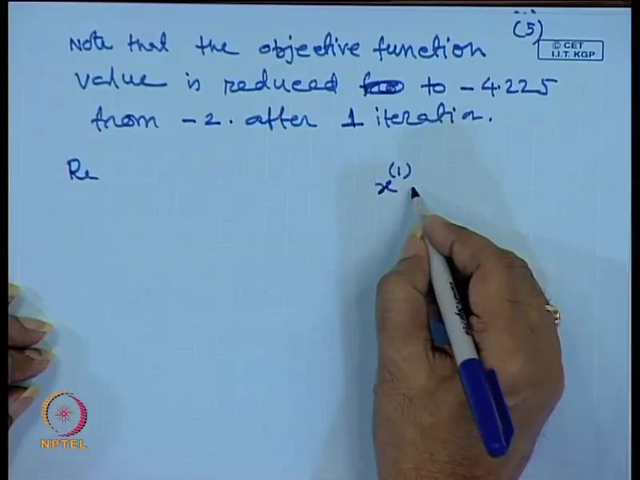 ... (5)
© CET
I.I.T. KGP
Note that the objective function
value is reduced to -4.225
from -2. after 1 iteration.
Re x^(1)
NPTEL